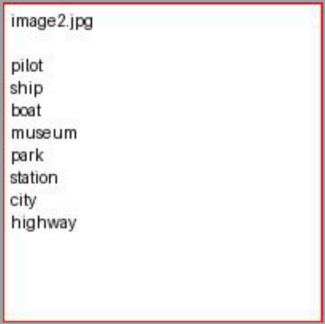 image2.jpg
pilot
ship
boat
museum
park
station
city
highway